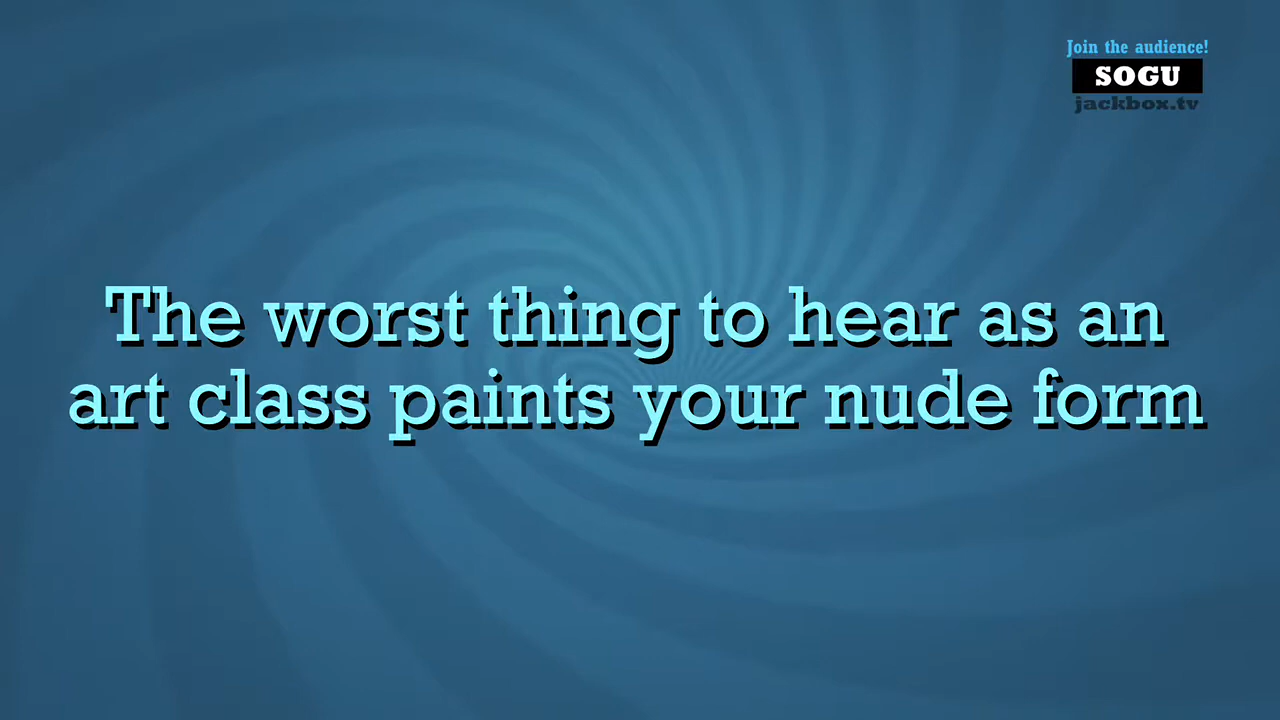 Join the audience!
SOGU
jackbox.tv
The worst thing to hear as an
art class paints your nude form